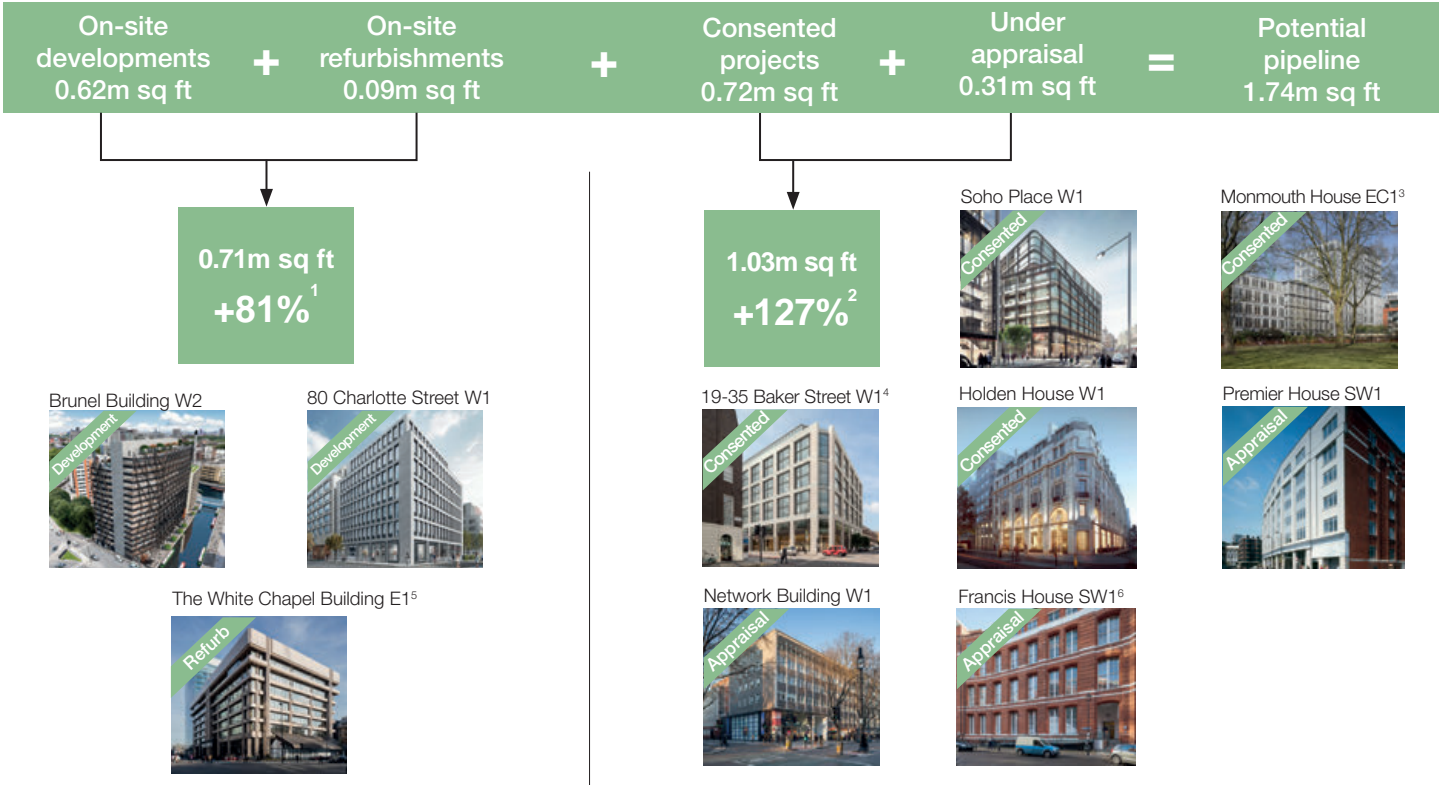 On-site
developments
0.62m sq ft
+
On-site
refurbishments
0.09m sq ft
+
Consented
projects
0.72m sq ft
+
Under
appraisal
0.31m sq ft
=
Potential
pipeline
1.74m sq ft
0.71m sq ft
+81%1
Brunel Building W2
Development
80 Charlotte Street W1
Development
The White Chapel Building E15
Refurb
1.03m sq ft
+127%2
Soho Place W1
Consented
Monmouth House EC13
Consented
19-35 Baker Street W14
Consented
Holden House W1
Consented
Premier House SW1
Appraisal
Network Building W1
Appraisal
Francis House SW16
Appraisal